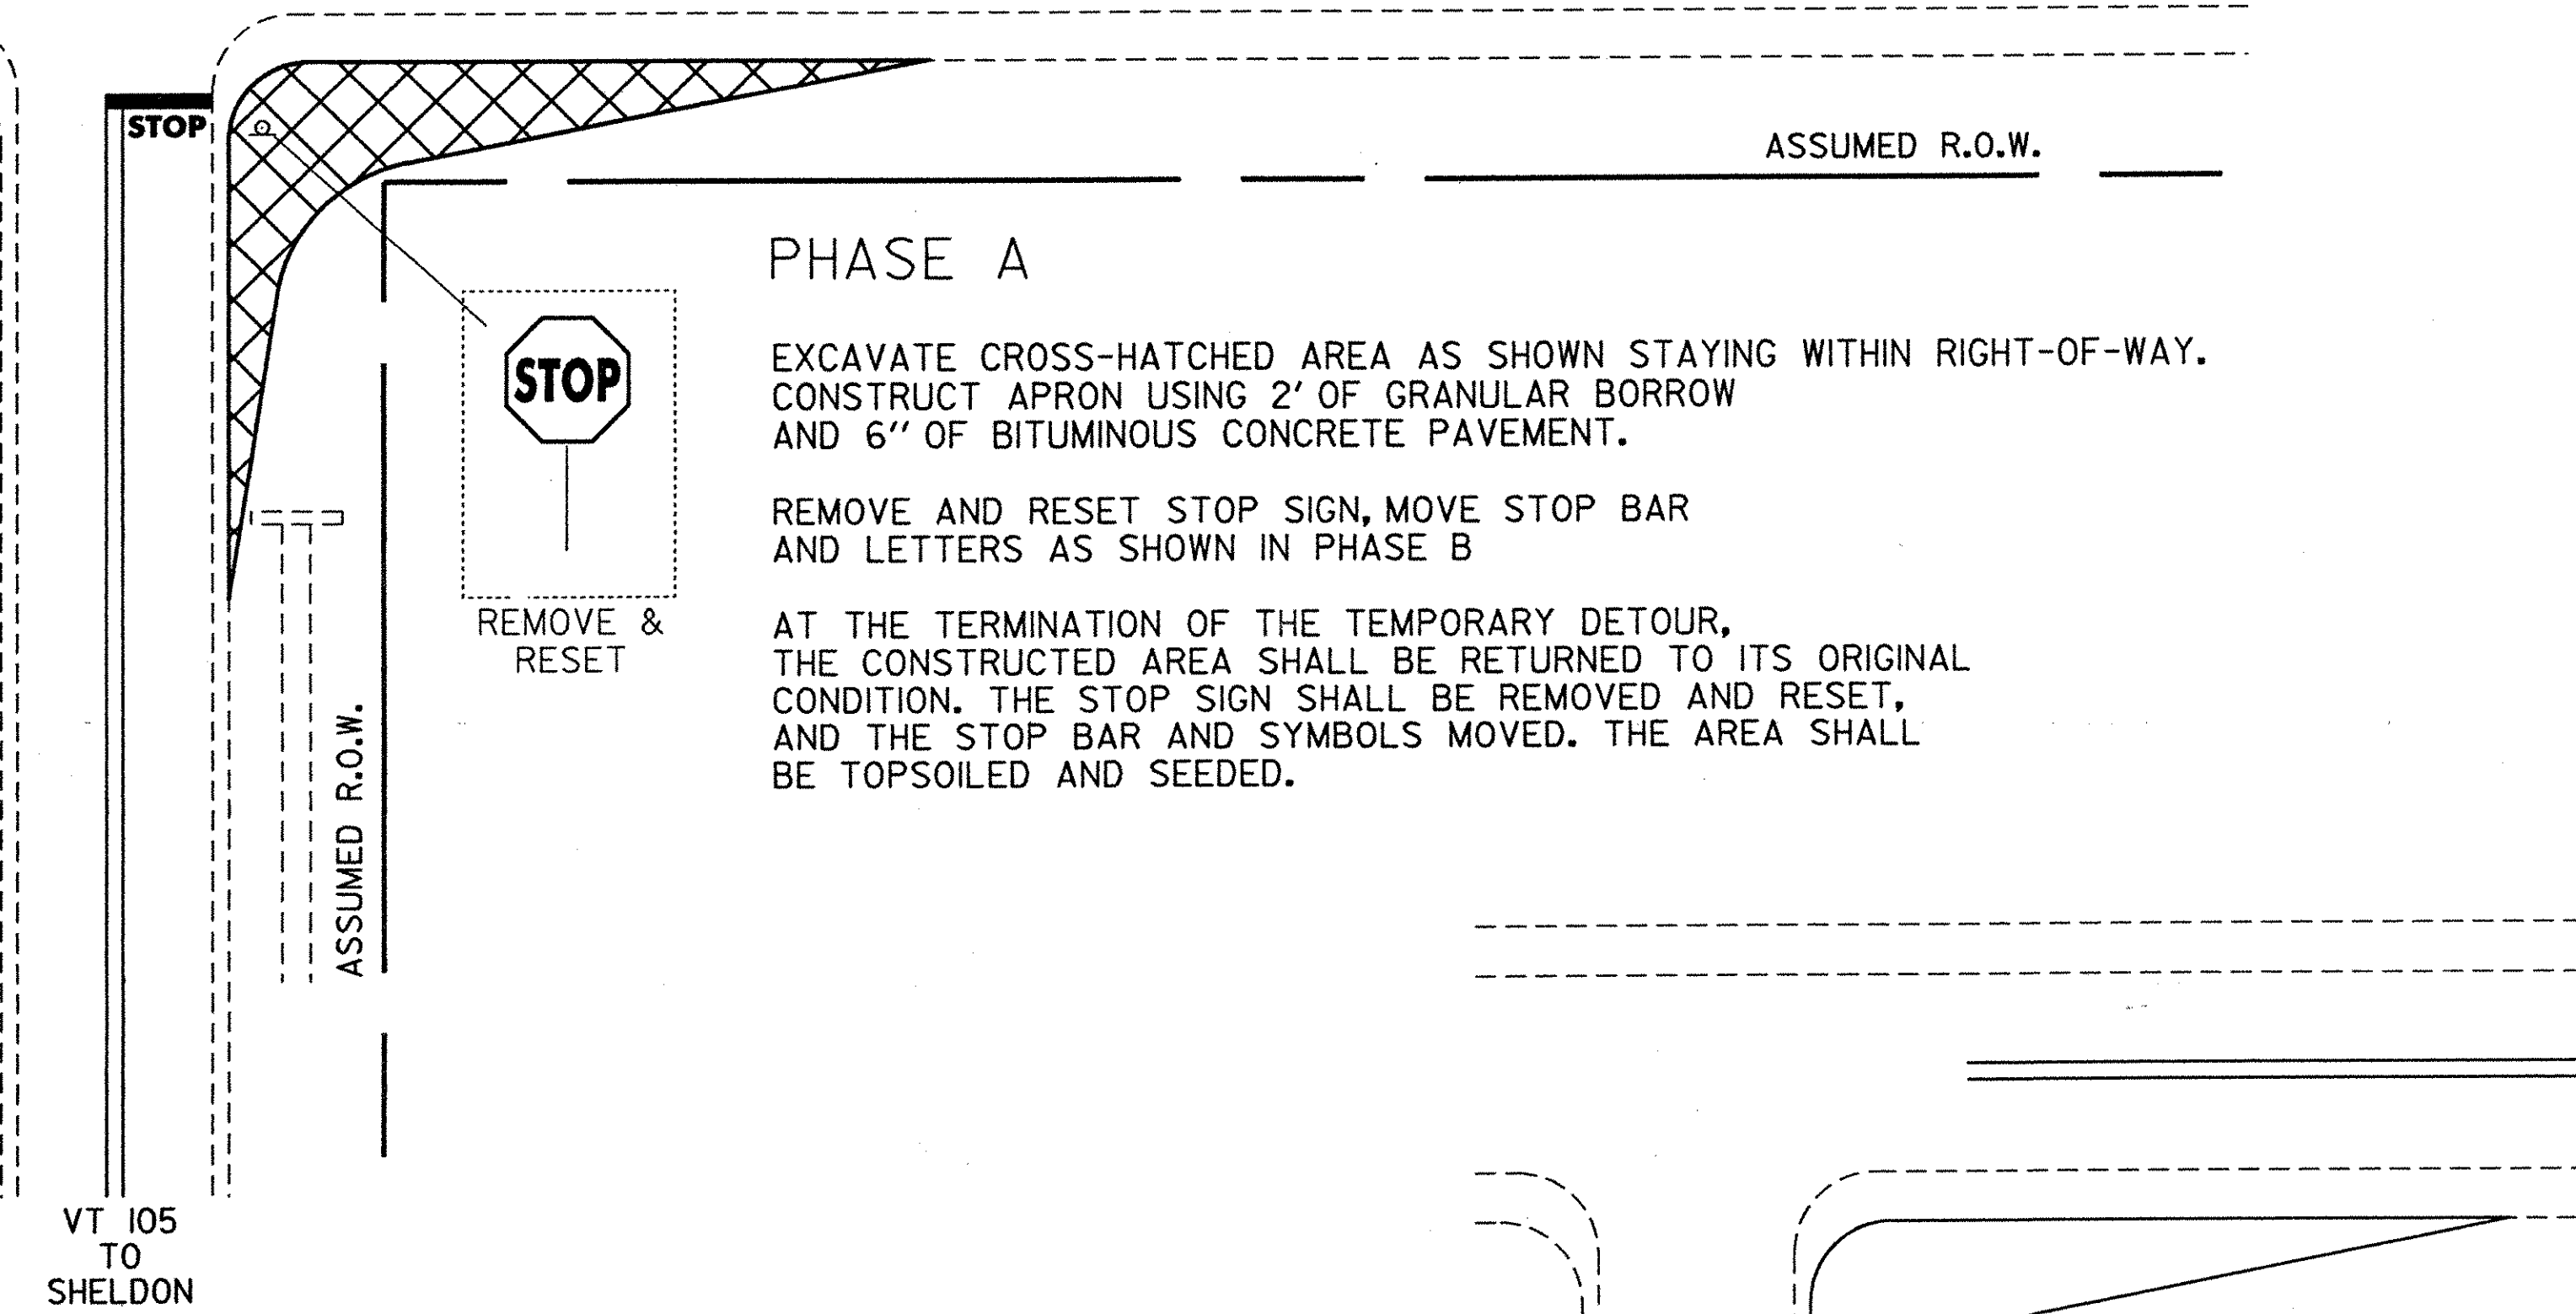 STOP
ASSUMED R.O.W.
PHASE A
EXCAVATE CROSS-HATCHED AREA AS SHOWN STAYING WITHIN RIGHT-OF-WAY.
CONSTRUCT APRON USING 2' OF GRANULAR BORROW
AND 6" OF BITUMINOUS CONCRETE PAVEMENT.
STOP
REMOVE AND RESET STOP SIGN, MOVE STOP BAR
AND LETTERS AS SHOWN IN PHASE B
REMOVE &
RESET
AT THE TERMINATION OF THE TEMPORARY DETOUR,
THE CONSTRUCTED AREA SHALL BE RETURNED TO ITS ORIGINAL
CONDITION. THE STOP SIGN SHALL BE REMOVED AND RESET,
AND THE STOP BAR AND SYMBOLS MOVED. THE AREA SHALL
BE TOPSOILED AND SEEDED.
ASSUMED R.O.W.
VT 105
TO
SHELDON